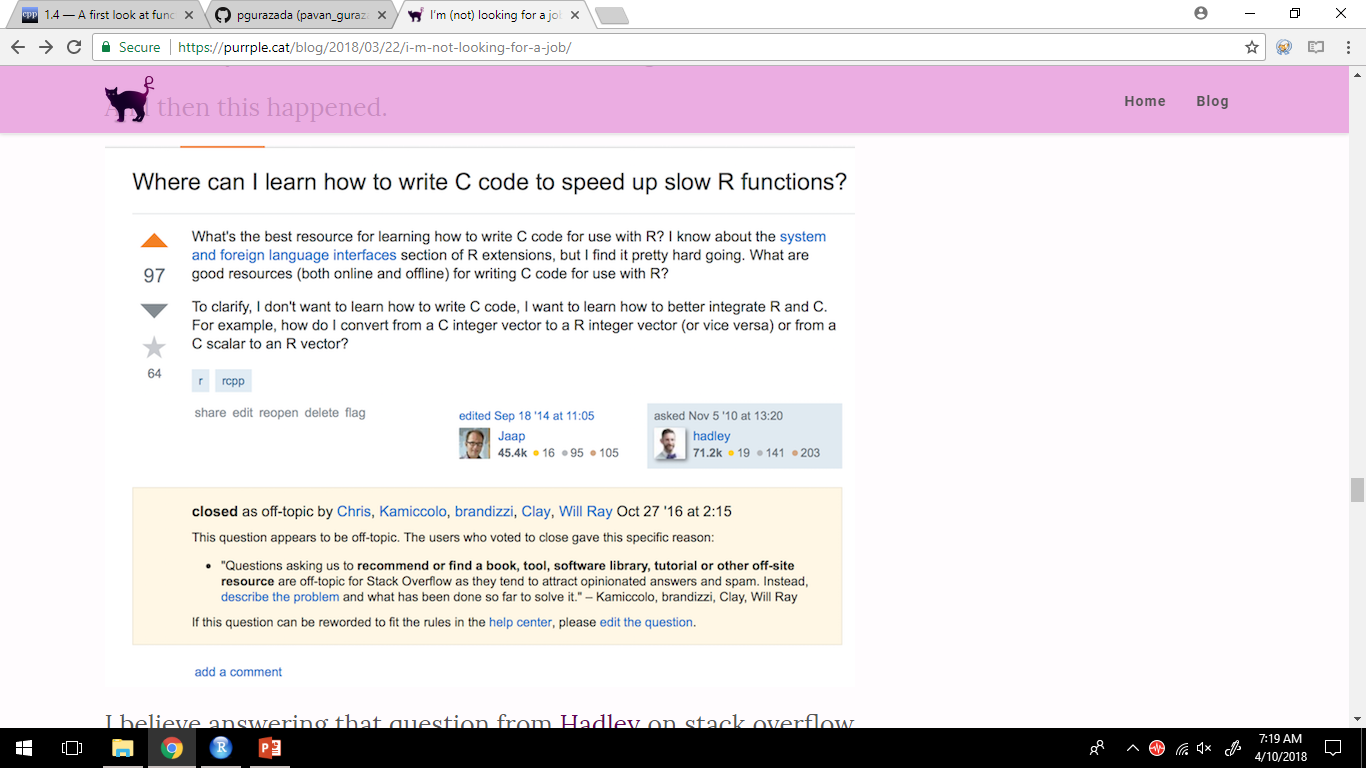 1.4 — A first look at func
pgurazada (pavan_guraz
I'm (not) looking for a jo
Secure
https://purrple.cat/blog/2018/03/22/i-m-not-looking-for-a-job/
And then this happened.
Home
Blog
Where can I learn how to write C code to speed up slow R functions?
What's the best resource for learning how to write C code for use with R? I know about the system
and foreign language interfaces section of R extensions, but I find it pretty hard going. What are
good resources (both online and offline) for writing C code for use with R?
97
To clarify, I don't want to learn how to write C code, I want to learn how to better integrate R and C.
For example, how do I convert from a C integer vector to a R integer vector (or vice versa) or from a
C scalar to an R vector?
64
r rcpp
share edit reopen delete flag
edited Sep 18 '14 at 11:05
Jaap
45.4k 16 95 105
asked Nov 5 '10 at 13:20
hadley
71.2k 19 141 203
closed as off-topic by Chris, Kamiccolo, brandizzi, Clay, Will Ray Oct 27 '16 at 2:15
This question appears to be off-topic. The users who voted to close gave this specific reason:
• "Questions asking us to recommend or find a book, tool, software library, tutorial or other off-site
resource are off-topic for Stack Overflow as they tend to attract opinionated answers and spam. Instead,
describe the problem and what has been done so far to solve it." – Kamiccolo, brandizzi, Clay, Will Ray
If this question can be reworded to fit the rules in the help center, please edit the question.
add a comment
I believe answering that question from Hadley on stack overflow
7:19 AM
4/10/2018